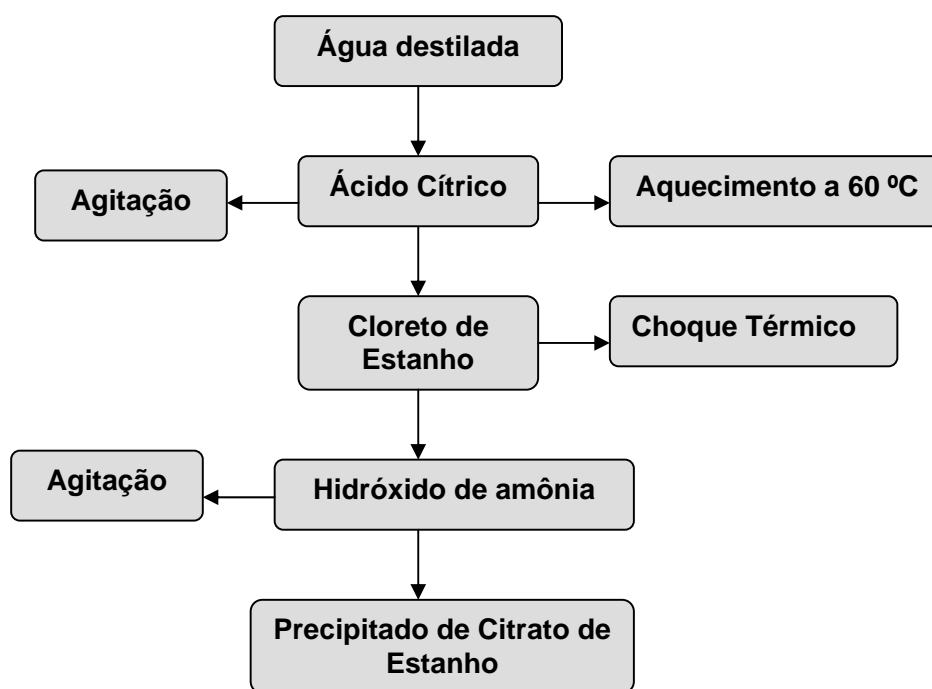 Água destilada
Agitação
Ácido Cítrico
Aquecimento a 60 ºC
Cloreto de
Estanho
Choque Térmico
Agitação
Hidróxido de amônia
Precipitado de Citrato de
Estanho